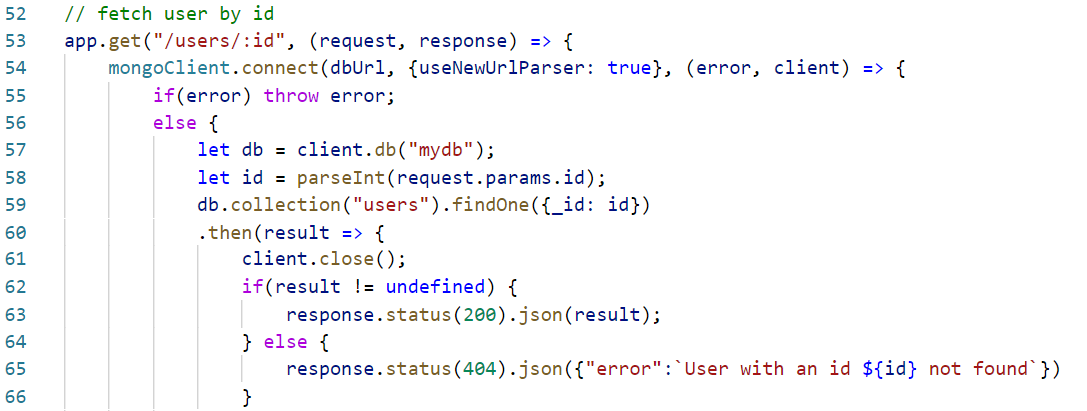 52 // fetch user by id
53 app.get("/users/:id", (request, response) => {
54 mongoClient.connect(dbUrl, {useNewUrlParser: true}, (error, client) => {
55 if(error) throw error;
56 else {
57 let db = client.db("mydb");
58 let id = parseInt(request.params.id);
59 db.collection("users").findOne({_id: id})
60 .then(result => {
61 client.close();
62 if(result != undefined) {
63 response.status(200).json(result);
64 } else {
65 response.status(404).json({"error":`User with an id ${id} not found`})
66 }